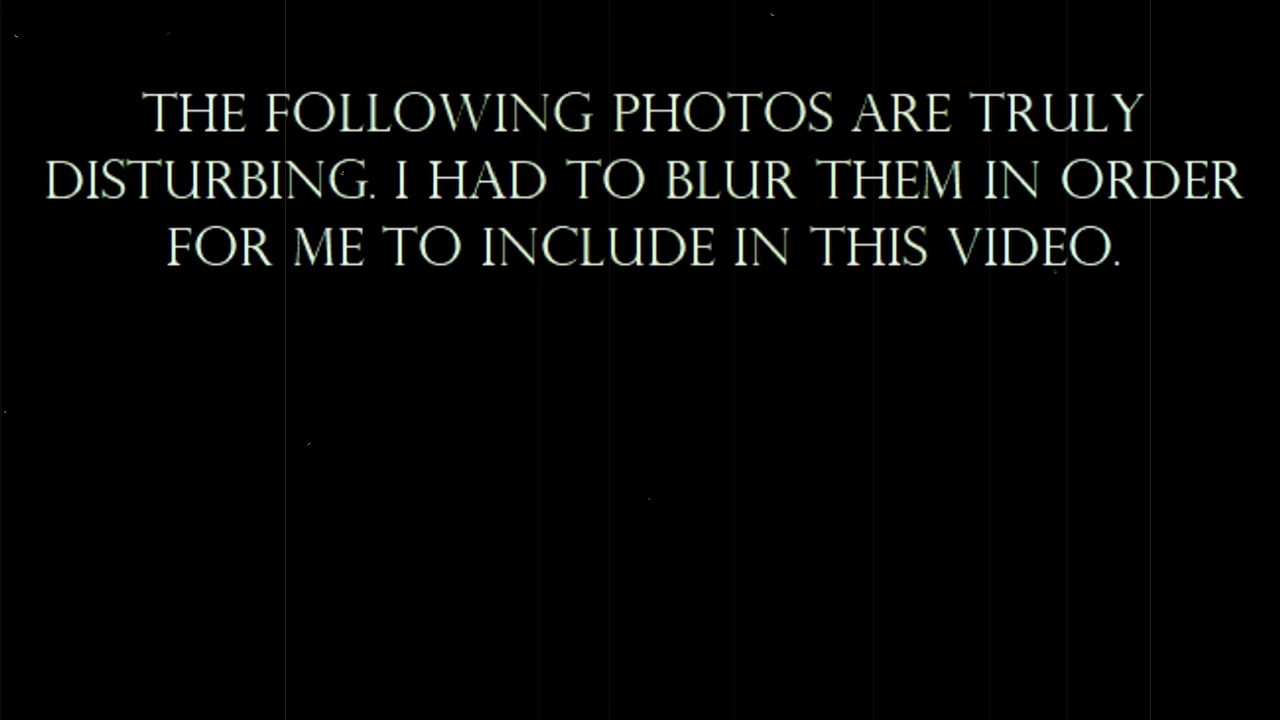 THE FOLLOWING PHOTOS ARE TRULY
DISTURBING. I HAD TO BLUR THEM IN ORDER
FOR ME TO INCLUDE IN THIS VIDEO.